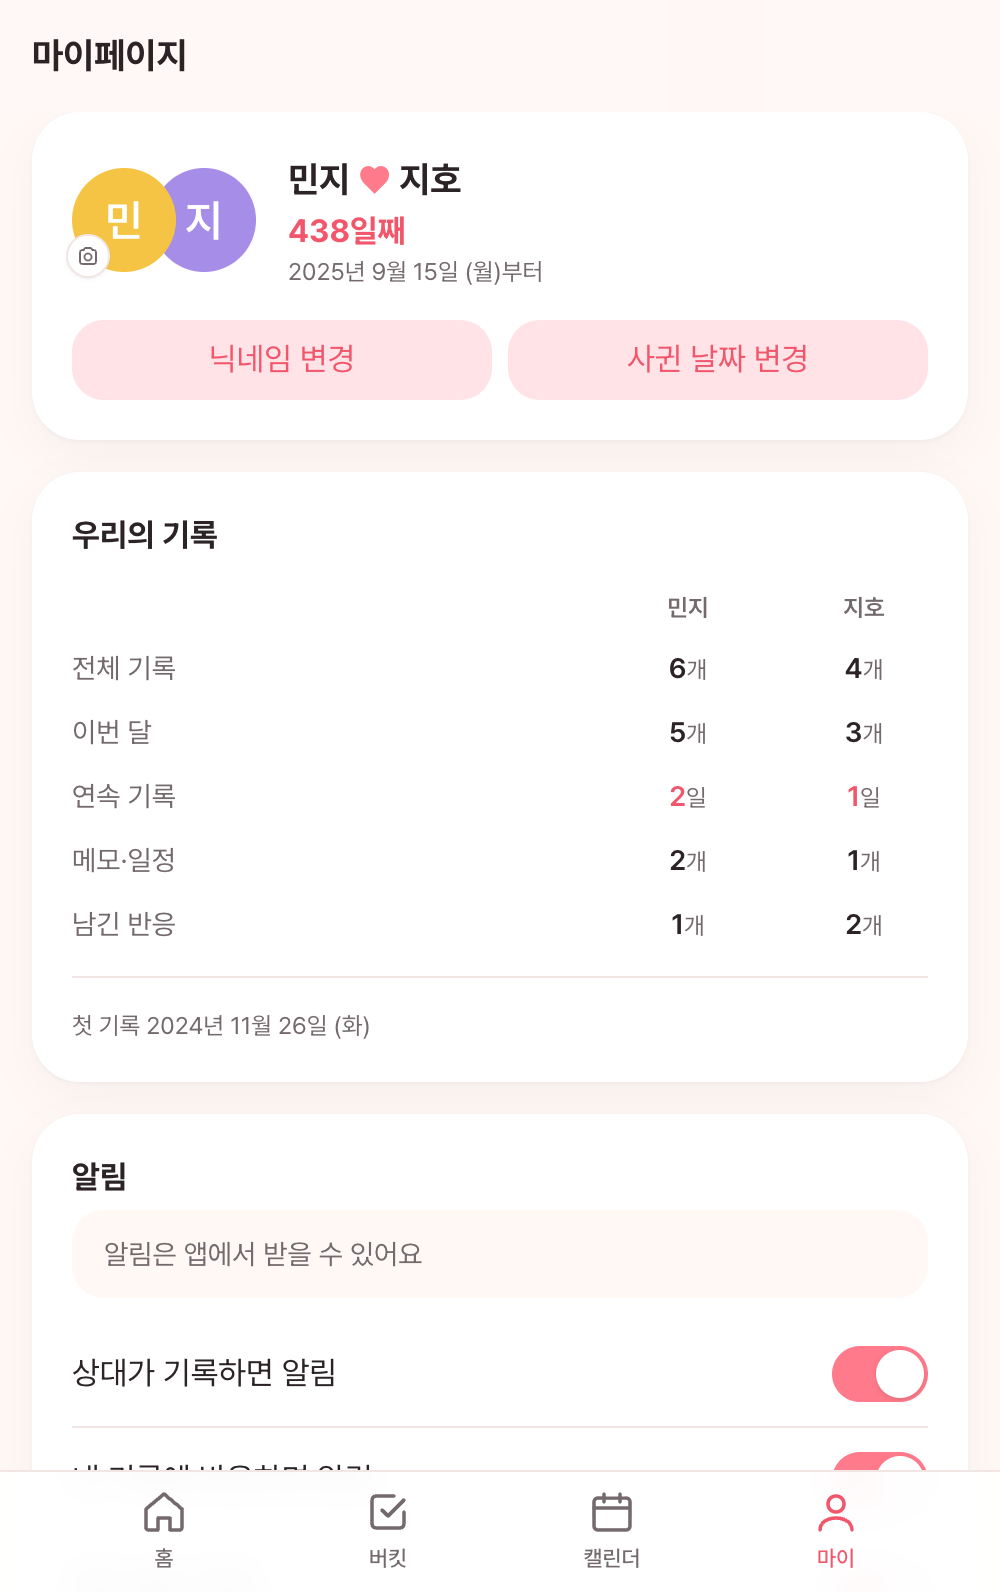 마이페이지
민 지
민지 ♥ 지호
438일째
2025년 9월 15일 (월)부터
닉네임 변경 사귄 날짜 변경
우리의 기록
민지 지호
전체 기록 6개 4개
이번 달 5개 3개
연속 기록 2일 1일
메모·일정 2개 1개
남긴 반응 1개 2개
첫 기록 2024년 11월 26일 (화)
알림
알림은 앱에서 받을 수 있어요
상대가 기록하면 알림
홈 버킷 캘린더 마이